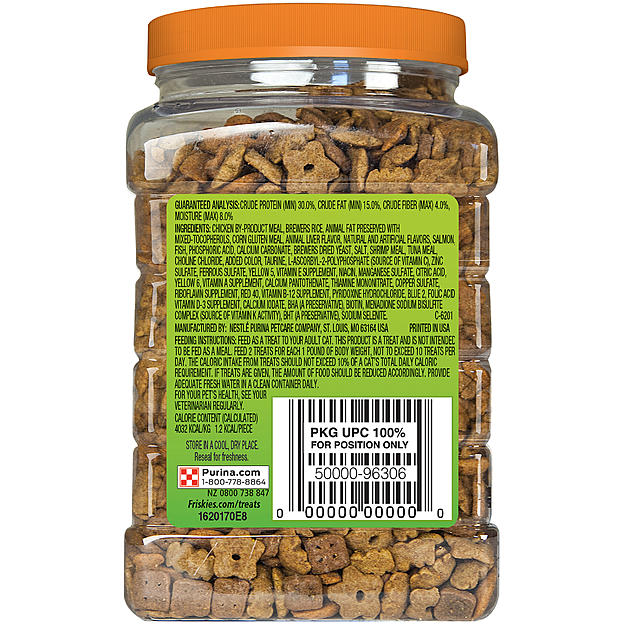 GUARANTEED ANALYSIS: CRUDE PROTEIN (MIN) 30.0%, CRUDE FAT (MIN) 15.0%, CRUDE FIBER (MAX) 4.0%,
MOISTURE (MAX) 8.0%
INGREDIENTS: CHICKEN BY-PRODUCT MEAL, BREWERS RICE, ANIMAL FAT PRESERVED WITH
MIXED-TOCOPHEROLS, CORN GLUTEN MEAL, ANIMAL LIVER FLAVOR, NATURAL AND ARTIFICIAL FLAVORS, SALMON,
FISH, PHOSPHORIC ACID, CALCIUM CARBONATE, BREWERS DRIED YEAST, SALT, SHRIMP MEAL, TUNA MEAL,
CHOLINE CHLORIDE, ADDED COLOR, TAURINE, L-ASCORBYL-2-POLYPHOSPHATE (SOURCE OF VITAMIN C), ZINC
SULFATE, FERROUS SULFATE, YELLOW 5, VITAMIN E SUPPLEMENT, NIACIN, MANGANESE SULFATE, CITRIC ACID,
YELLOW 6, VITAMIN A SUPPLEMENT, CALCIUM PANTOTHENATE, THIAMINE MONONITRATE, COPPER SULFATE,
RIBOFLAVIN SUPPLEMENT, RED 40, VITAMIN B-12 SUPPLEMENT, PYRIDOXINE HYDROCHLORIDE, BLUE 2, FOLIC ACID
VITAMIN D-3 SUPPLEMENT, CALCIUM IODATE, BHA (A PRESERVATIVE), BIOTIN, MENADIONE SODIUM BISULFITE
COMPLEX (SOURCE OF VITAMIN K ACTIVITY), BHT (A PRESERVATIVE), SODIUM SELENITE. C-6201
MANUFACTURED BY: NESTLÉ PURINA PETCARE COMPANY, ST. LOUIS, MO 63164 USA PRINTED IN USA
FEEDING INSTRUCTIONS: FEED AS A TREAT TO YOUR ADULT CAT. THIS PRODUCT IS A TREAT AND IS NOT INTENDED
TO BE FED AS A MEAL. FEED 2 TREATS FOR EACH 1 POUND OF BODY WEIGHT, NOT TO EXCEED 10 TREATS PER
DAY. THE CALORIC INTAKE FROM TREATS SHOULD NOT EXCEED 10% OF A CAT'S TOTAL DAILY CALORIC
REQUIREMENT. IF TREATS ARE GIVEN, THE AMOUNT OF FOOD SHOULD BE REDUCED ACCORDINGLY. PROVIDE
ADEQUATE FRESH WATER IN A CLEAN CONTAINER DAILY.
FOR YOUR PET'S HEALTH, SEE YOUR
VETERINARIAN REGULARLY.
CALORIE CONTENT (CALCULATED)
4032 KCAL/KG 1.2 KCAL/PIECE
STORE IN A COOL, DRY PLACE.
Reseal for freshness.
Purina.com
1-800-778-8864
NZ 0800 738 847
Friskies.com/treats
1620170E8
PKG UPC 100%
FOR POSITION ONLY
50000-96306
0 00000 00000 0